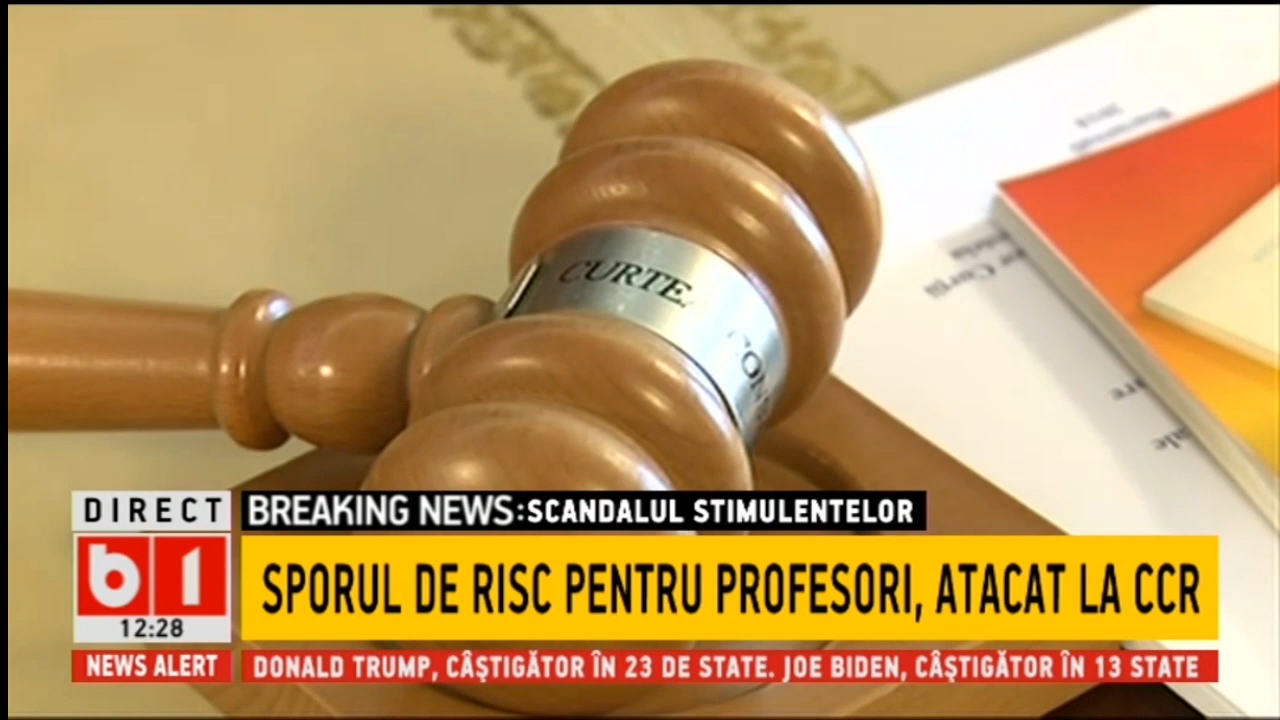 CURTEA
DIRECT
BREAKING NEWS: SCANDALUL STIMULENTELOR
b1
SPORUL DE RISC PENTRU PROFESORI, ATACAT LA CCR
12:28
NEWS ALERT
DONALD TRUMP, CÂŞTIGĂTOR ÎN 23 DE STATE. JOE BIDEN, CÂŞTIGĂTOR ÎN 13 STATE